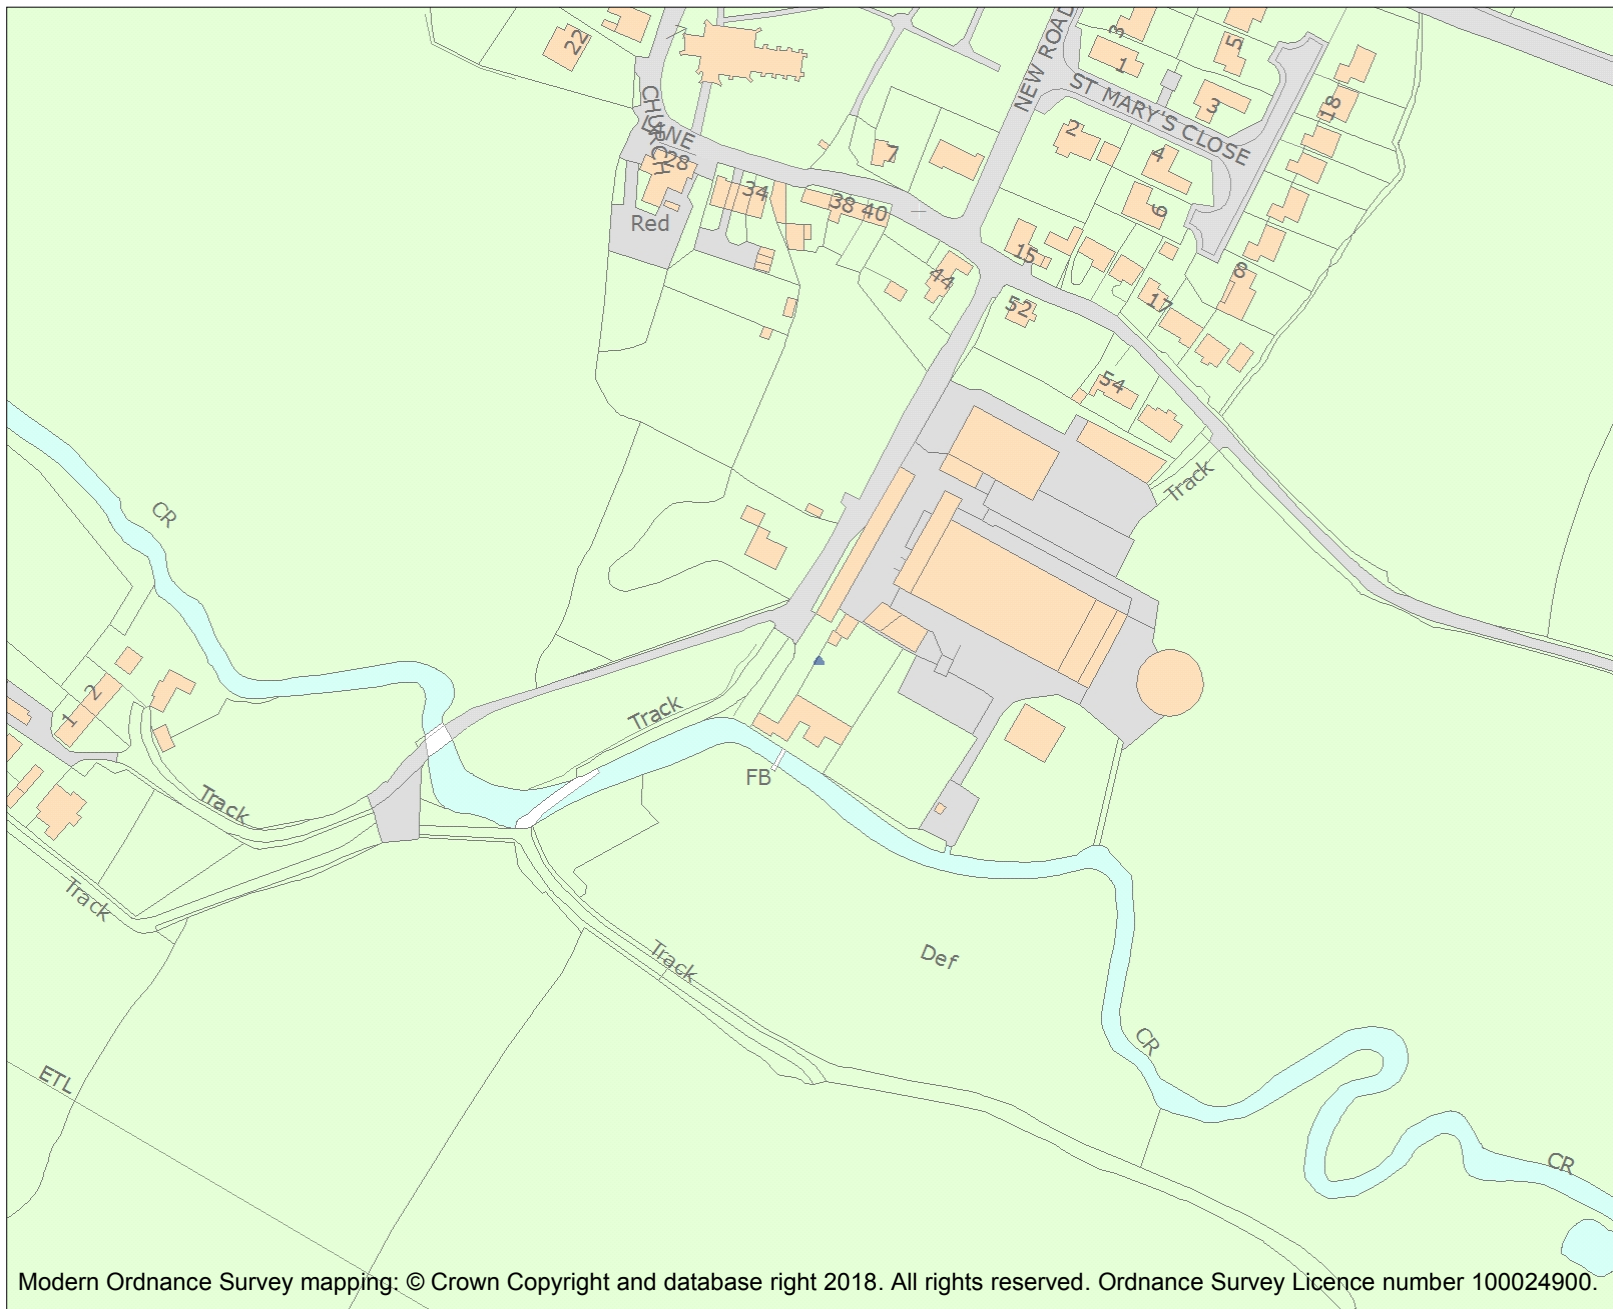 22
CHURCH
LANE
28
Red
34
38 40
7
44
NEW ROAD
ST MARY'S CLOSE
3
1
5
3
18
2
4
6
8
15
17
52
54
Track
CR
1
2
Track
Track
Track
FB
Track
Def
CR
CR
ETL
Modern Ordnance Survey mapping: © Crown Copyright and database right 2018. All rights reserved. Ordnance Survey Licence number 100024900.